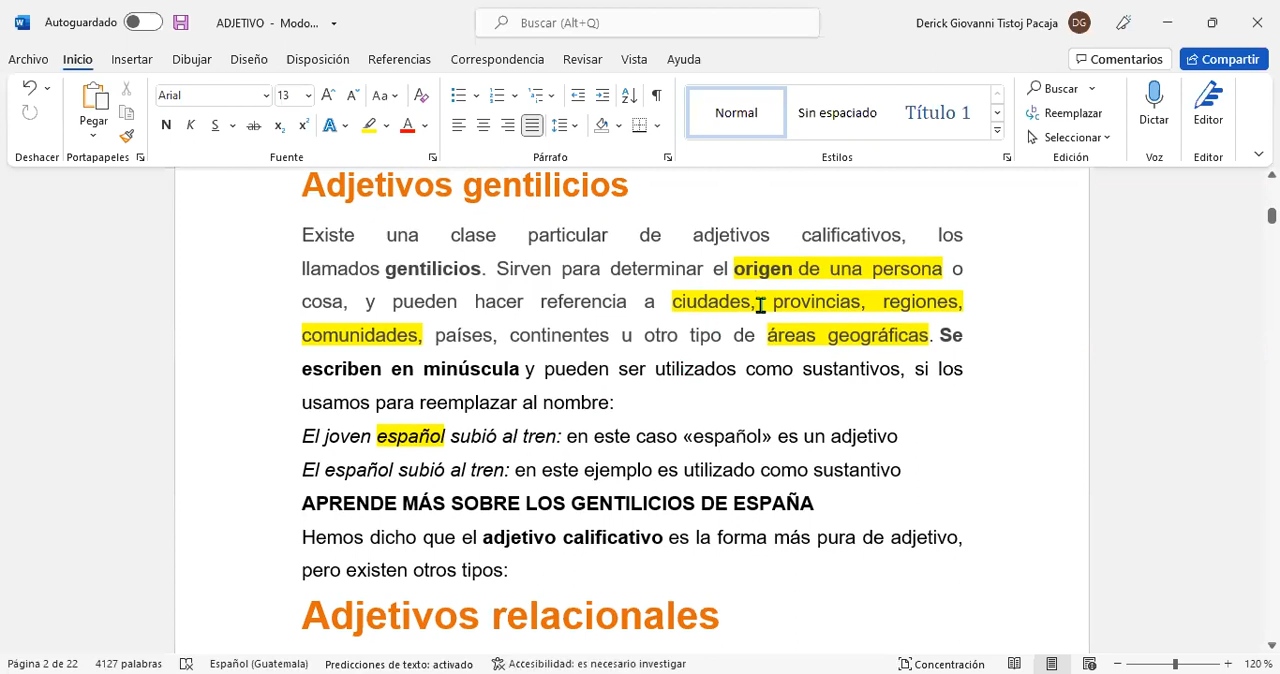 Autoguardado
ADJETIVO - Modo...
Buscar (Alt+Q)
Derick Giovanni Tistoj Pacaja
DG
Archivo Inicio Insertar Dibujar Diseño Disposición Referencias Correspondencia Revisar Vista Ayuda
Comentarios
Compartir
Pegar
Arial
13
Aa
N K S ab x₂ x²
A A
Normal
Sin espaciado
Título 1
Buscar
Reemplazar
Seleccionar
Dictar
Editor
Deshacer Portapapeles Fuente Párrafo Estilos Edición Voz Editor
Adjetivos gentilicios
Existe una clase particular de adjetivos calificativos, los
llamados gentilicios. Sirven para determinar el origen de una persona o
cosa, y pueden hacer referencia a ciudades, provincias, regiones,
comunidades, países, continentes u otro tipo de áreas geográficas. Se
escriben en minúscula y pueden ser utilizados como sustantivos, si los
usamos para reemplazar al nombre:
El joven español subió al tren: en este caso «español» es un adjetivo
El español subió al tren: en este ejemplo es utilizado como sustantivo
APRENDE MÁS SOBRE LOS GENTILICIOS DE ESPAÑA
Hemos dicho que el adjetivo calificativo es la forma más pura de adjetivo,
pero existen otros tipos:
Adjetivos relacionales
Página 2 de 22 4127 palabras Español (Guatemala) Predicciones de texto: activado Accesibilidad: es necesario investigar Concentración 120 %